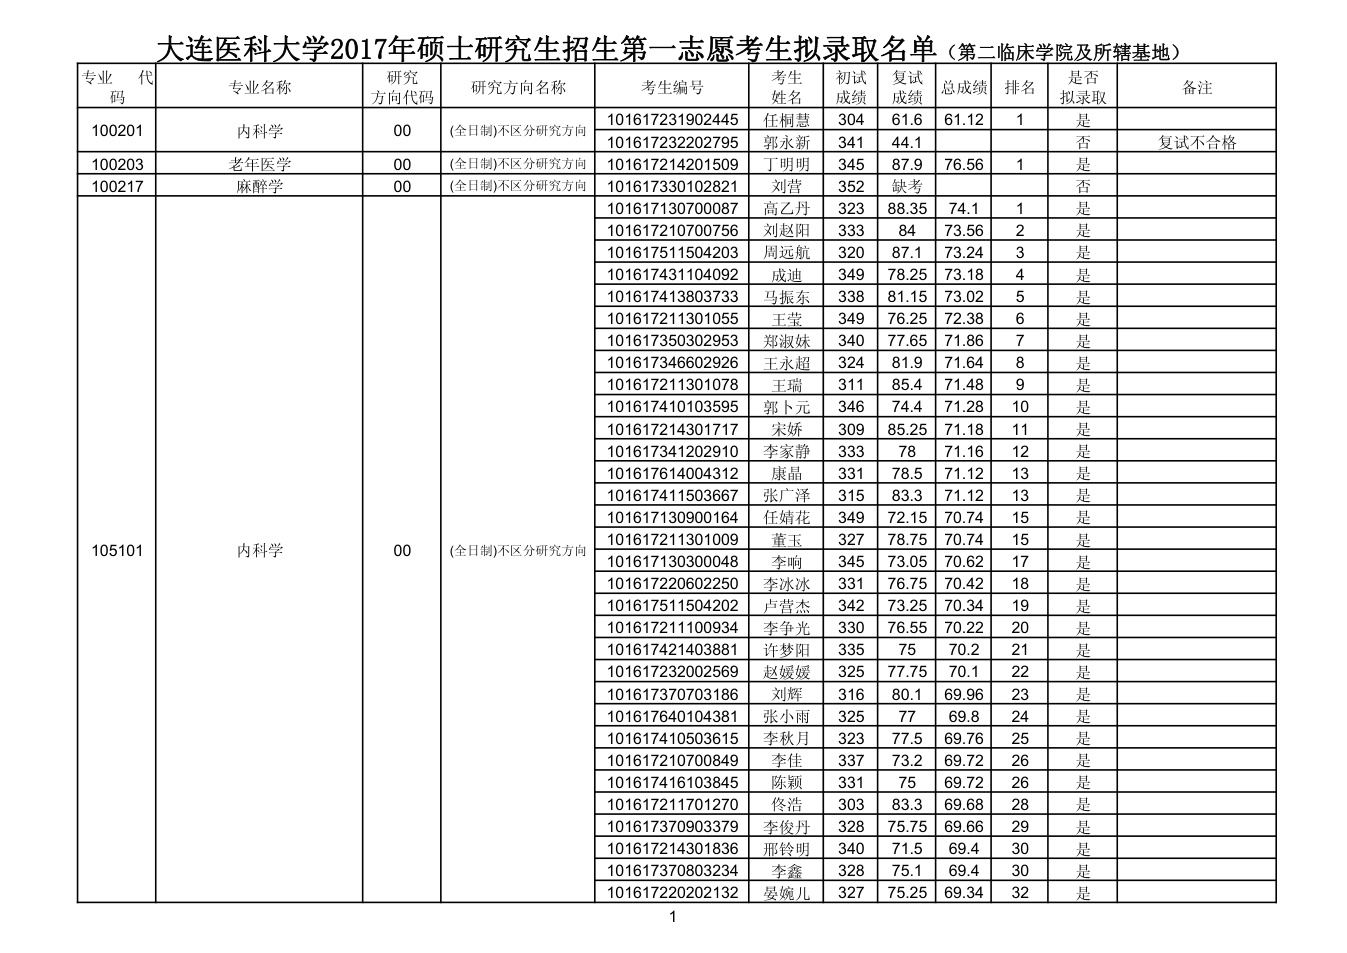 大连医科大学2017年硕士研究生招生第一志愿考生拟录取名单（第二临床学院及所辖基地）
专业 代码 专业名称 研究方向代码 研究方向名称 考生编号 考生姓名 初试成绩 复试成绩 总成绩 排名 是否拟录取 备注
100201 内科学 00 (全日制)不区分研究方向 101617231902445 任桐慧 304 61.6 61.12 1 是
101617232202795 郭永新 341 44.1 否 复试不合格
100203 老年医学 00 (全日制)不区分研究方向 101617214201509 丁明明 345 87.9 76.56 1 是
100217 麻醉学 00 (全日制)不区分研究方向 101617330102821 刘营 352 缺考 否
105101 内科学 00 (全日制)不区分研究方向 101617130700087 高乙丹 323 88.35 74.1 1 是
101617210700756 刘赵阳 333 84 73.56 2 是
101617511504203 周远航 320 87.1 73.24 3 是
101617431104092 成迪 349 78.25 73.18 4 是
101617413803733 马振东 338 81.15 73.02 5 是
101617211301055 王莹 349 76.25 72.38 6 是
101617350302953 郑淑妹 340 77.65 71.86 7 是
101617346602926 王永超 324 81.9 71.64 8 是
101617211301078 王瑞 311 85.4 71.48 9 是
101617410103595 郭卜元 346 74.4 71.28 10 是
101617214301717 宋娇 309 85.25 71.18 11 是
101617341202910 李家静 333 78 71.16 12 是
101617614004312 康晶 331 78.5 71.12 13 是
101617411503667 张广泽 315 83.3 71.12 13 是
101617130900164 任婧花 349 72.15 70.74 15 是
101617211301009 董玉 327 78.75 70.74 15 是
101617130300048 李响 345 73.05 70.62 17 是
101617220602250 李冰冰 331 76.75 70.42 18 是
101617511504202 卢营杰 342 73.25 70.34 19 是
101617211100934 李争光 330 76.55 70.22 20 是
101617421403881 许梦阳 335 75 70.2 21 是
101617232002569 赵媛媛 325 77.75 70.1 22 是
101617370703186 刘辉 316 80.1 69.96 23 是
101617640104381 张小雨 325 77 69.8 24 是
101617410503615 李秋月 323 77.5 69.76 25 是
101617210700849 李佳 337 73.2 69.72 26 是
101617416103845 陈颖 331 75 69.72 26 是
101617211701270 佟浩 303 83.3 69.68 28 是
101617370903379 李俊丹 328 75.75 69.66 29 是
101617214301836 邢铃明 340 71.5 69.4 30 是
101617370803234 李鑫 328 75.1 69.4 30 是
101617220202132 晏婉儿 327 75.25 69.34 32 是
1